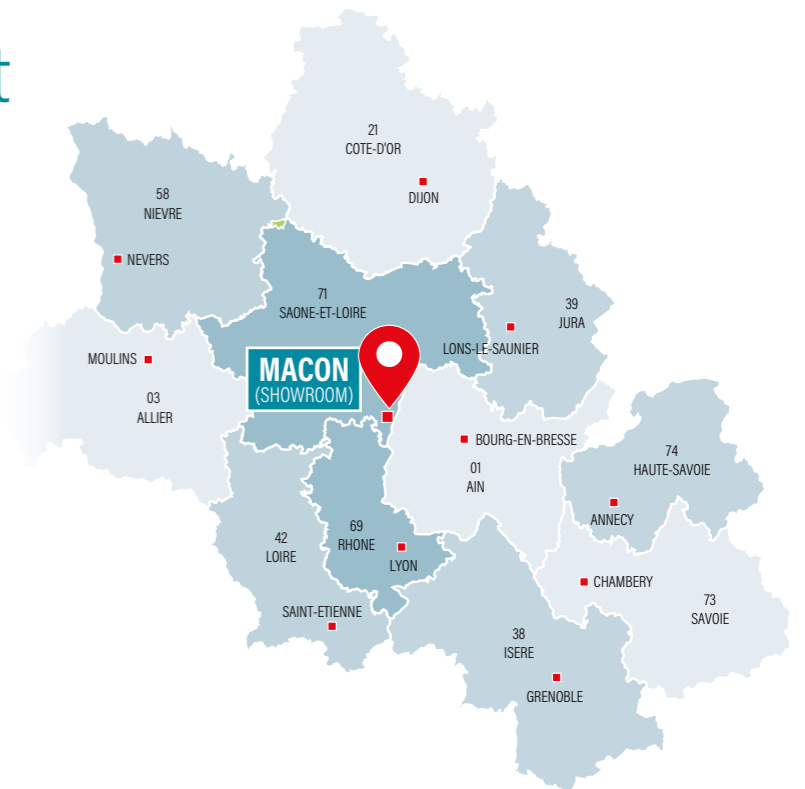 t
21
COTE-D'OR
DIJON
58
NIEVRE
NEVERS
71
SAONE-ET-LOIRE
39
JURA
LONS-LE-SAUNIER
MOULINS
03
ALLIER
MACON
(SHOWROOM)
BOURG-EN-BRESSE
01
AIN
74
HAUTE-SAVOIE
ANNECY
42
LOIRE
69
RHONE
LYON
CHAMBERY
73
SAVOIE
SAINT-ETIENNE
38
ISERE
GRENOBLE